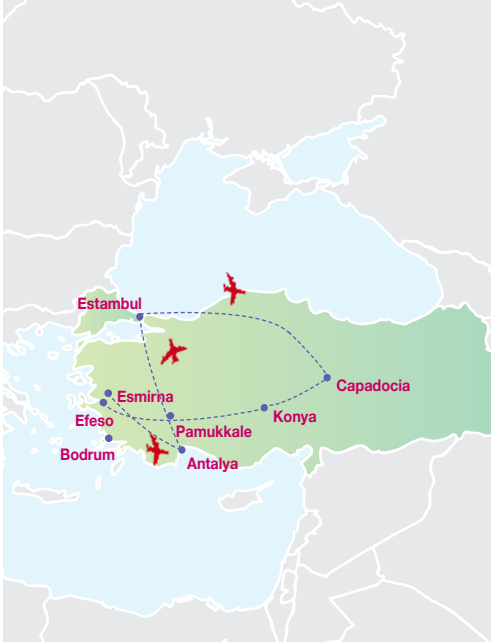 Estambul
Capadocia
Esmirna
Efeso
Konya
Pamukkale
Bodrum
Antalya